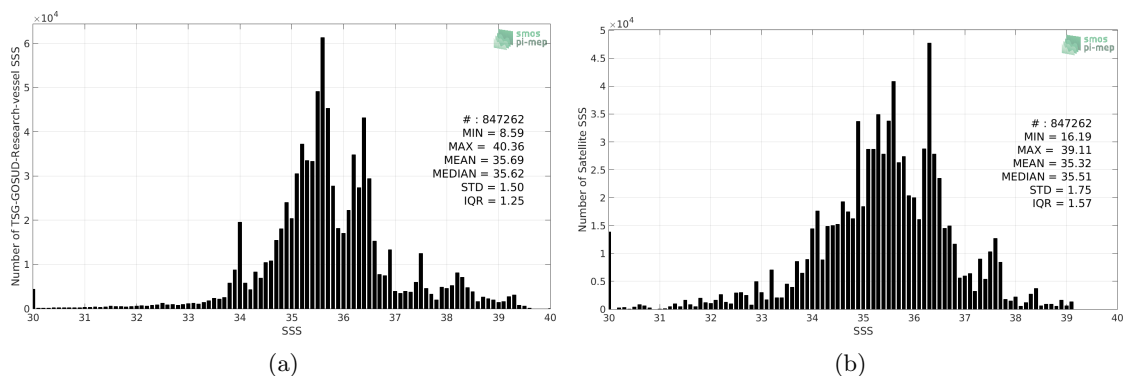 ×10⁴
Number of TSG-GOSUD-Research-vessel SSS
6
5
4
3
2
1
0
30 31 32 33 34 35 36 37 38 39 40
SSS
smos
pi-mep
# : 847262
MIN = 8.59
MAX = 40.36
MEAN = 35.69
MEDIAN = 35.62
STD = 1.50
IQR = 1.25
(a)
×10⁴
Number of Satellite SSS
5
4.5
4
3.5
3
2.5
2
1.5
1
0.5
0
30 31 32 33 34 35 36 37 38 39 40
SSS
smos
pi-mep
# : 847262
MIN = 16.19
MAX = 39.11
MEAN = 35.32
MEDIAN = 35.51
STD = 1.75
IQR = 1.57
(b)